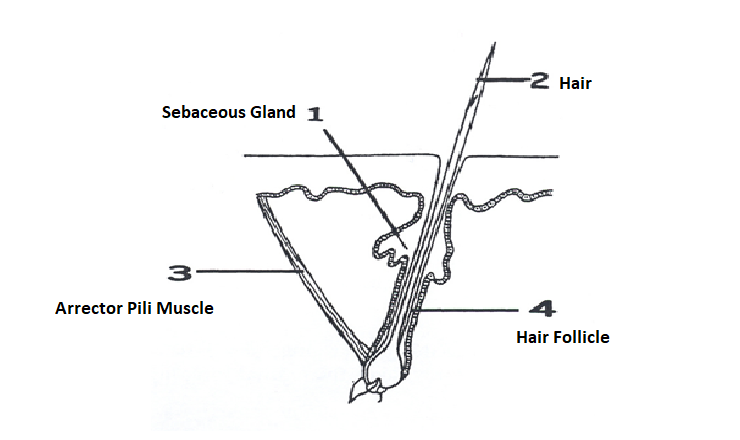 2 Hair
Sebaceous Gland 1
3
Arrector Pili Muscle
4
Hair Follicle